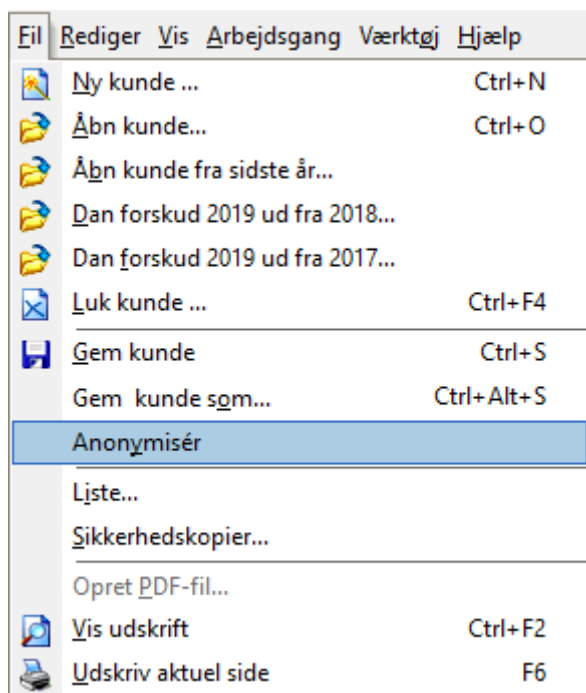 Fil Rediger Vis Arbejdsgang Værktøj Hjælp
Ny kunde ... Ctrl+N
Åbn kunde... Ctrl+O
Åbn kunde fra sidste år...
Dan forskud 2019 ud fra 2018...
Dan forskud 2019 ud fra 2017...
Luk kunde ... Ctrl+F4
Gem kunde Ctrl+S
Gem  kunde som... Ctrl+Alt+S
Anonymisér
Liste...
Sikkerhedskopier...
Opret PDF-fil...
Vis udskrift Ctrl+F2
Udskriv aktuel side F6